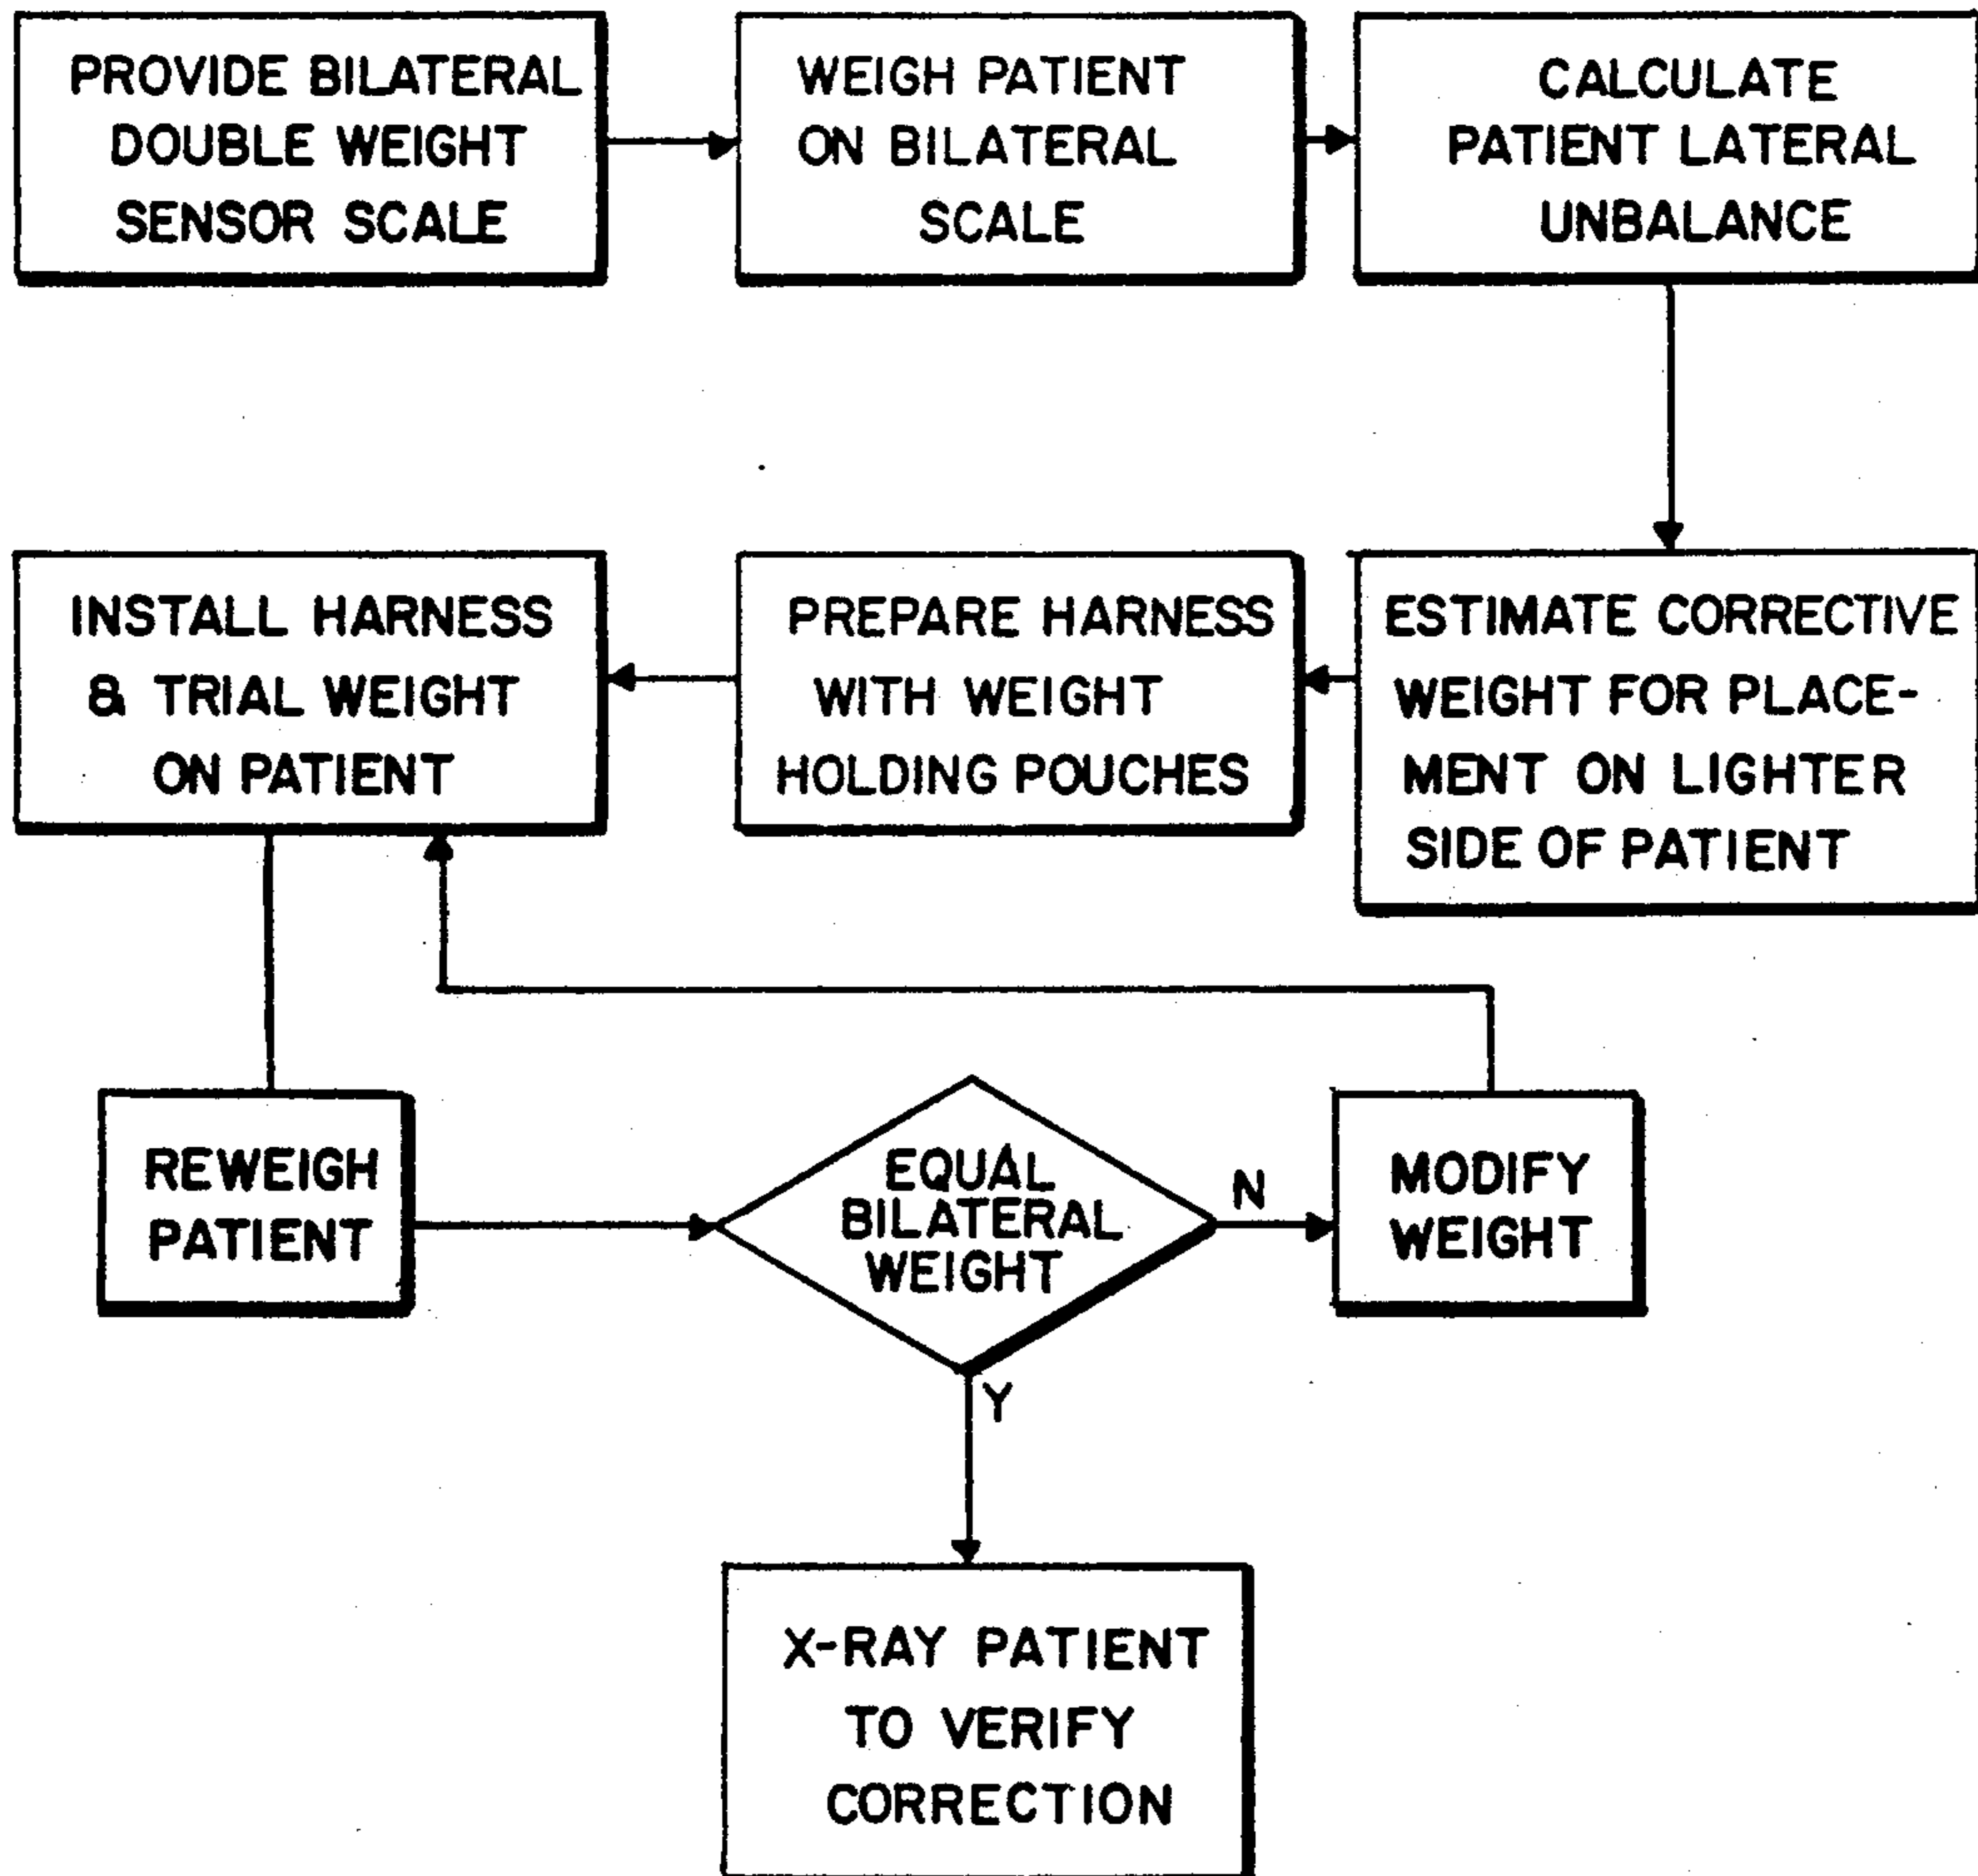 PROVIDE BILATERAL
DOUBLE WEIGHT
SENSOR SCALE
WEIGH PATIENT
ON BILATERAL
SCALE
CALCULATE
PATIENT LATERAL
UNBALANCE
ESTIMATE CORRECTIVE
WEIGHT FOR PLACE-
MENT ON LIGHTER
SIDE OF PATIENT
PREPARE HARNESS
WITH WEIGHT
HOLDING POUCHES
INSTALL HARNESS
& TRIAL WEIGHT
ON PATIENT
REWEIGH
PATIENT
EQUAL
BILATERAL
WEIGHT
N
MODIFY
WEIGHT
Y
X-RAY PATIENT
TO VERIFY
CORRECTION